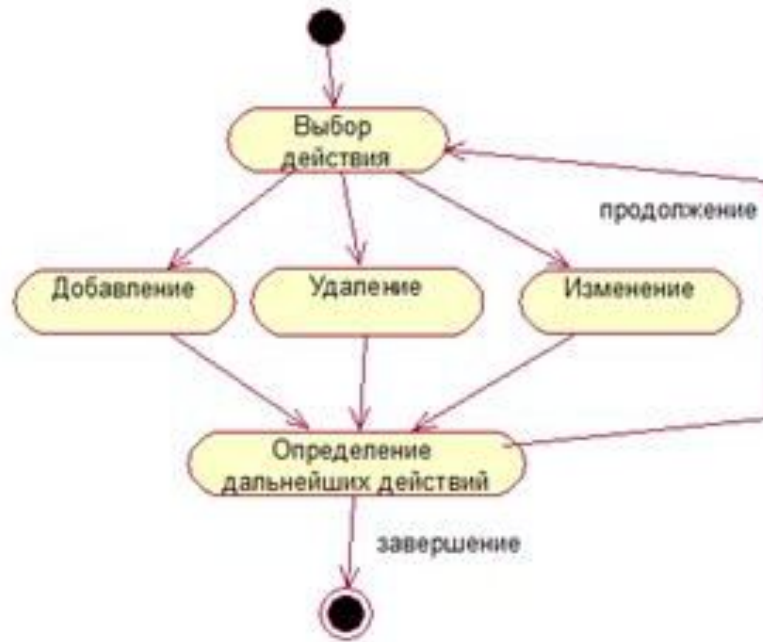 Выбор
действия
продолжение
Добавление
Удаление
Изменение
Определение
дальнейших действий
завершение